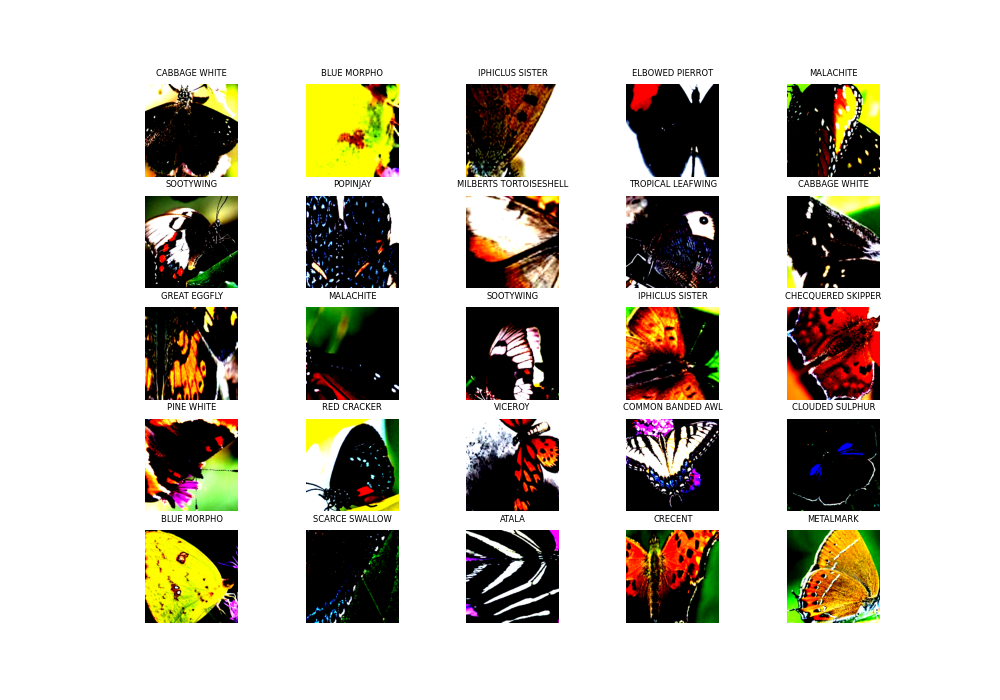 CABBAGE WHITE
BLUE MORPHO
IPHICLUS SISTER
ELBOWED PIERROT
MALACHITE
SOOTYWING
POPINJAY
MILBERTS TORTOISESHELL
TROPICAL LEAFWING
CABBAGE WHITE
GREAT EGGFLY
MALACHITE
SOOTYWING
IPHICLUS SISTER
CHECQUERED SKIPPER
PINE WHITE
RED CRACKER
VICEROY
COMMON BANDED AWL
CLOUDED SULPHUR
BLUE MORPHO
SCARCE SWALLOW
ATALA
CRECENT
METALMARK